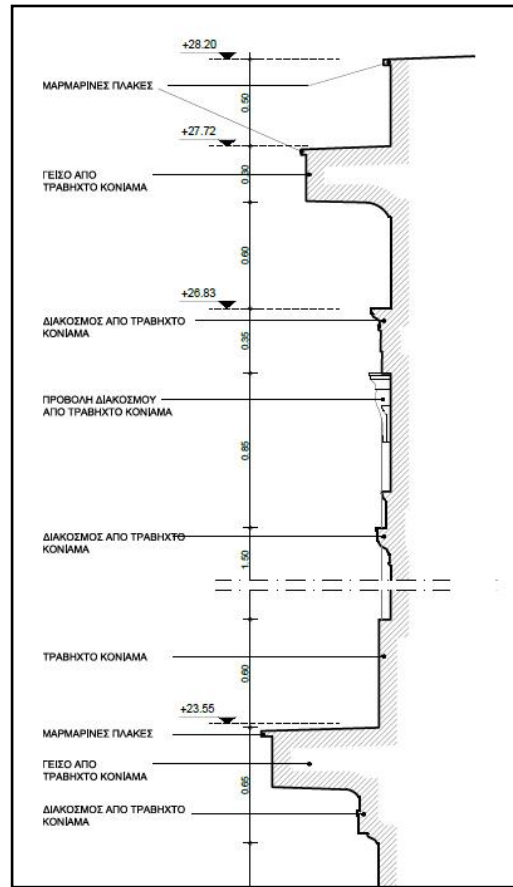 +28.20
ΜΑΡΜΑΡΙΝΕΣ ΠΛΑΚΕΣ
0.50
+27.72
ΓΕΙΣΟ ΑΠΟ
ΤΡΑΒΗΧΤΟ ΚΟΝΙΑΜΑ
0.30
0.60
+26.83
ΔΙΑΚΟΣΜΟΣ ΑΠΟ ΤΡΑΒΗΧΤΟ
ΚΟΝΙΑΜΑ
0.35
ΠΡΟΒΟΛΗ ΔΙΑΚΟΣΜΟΥ
ΑΠΟ ΤΡΑΒΗΧΤΟ ΚΟΝΙΑΜΑ
0.85
ΔΙΑΚΟΣΜΟΣ ΑΠΟ ΤΡΑΒΗΧΤΟ
ΚΟΝΙΑΜΑ
1.50
ΤΡΑΒΗΧΤΟ ΚΟΝΙΑΜΑ
0.60
+23.55
ΜΑΡΜΑΡΙΝΕΣ ΠΛΑΚΕΣ
ΓΕΙΣΟ ΑΠΟ
ΤΡΑΒΗΧΤΟ ΚΟΝΙΑΜΑ
0.65
ΔΙΑΚΟΣΜΟΣ ΑΠΟ ΤΡΑΒΗΧΤΟ
ΚΟΝΙΑΜΑ